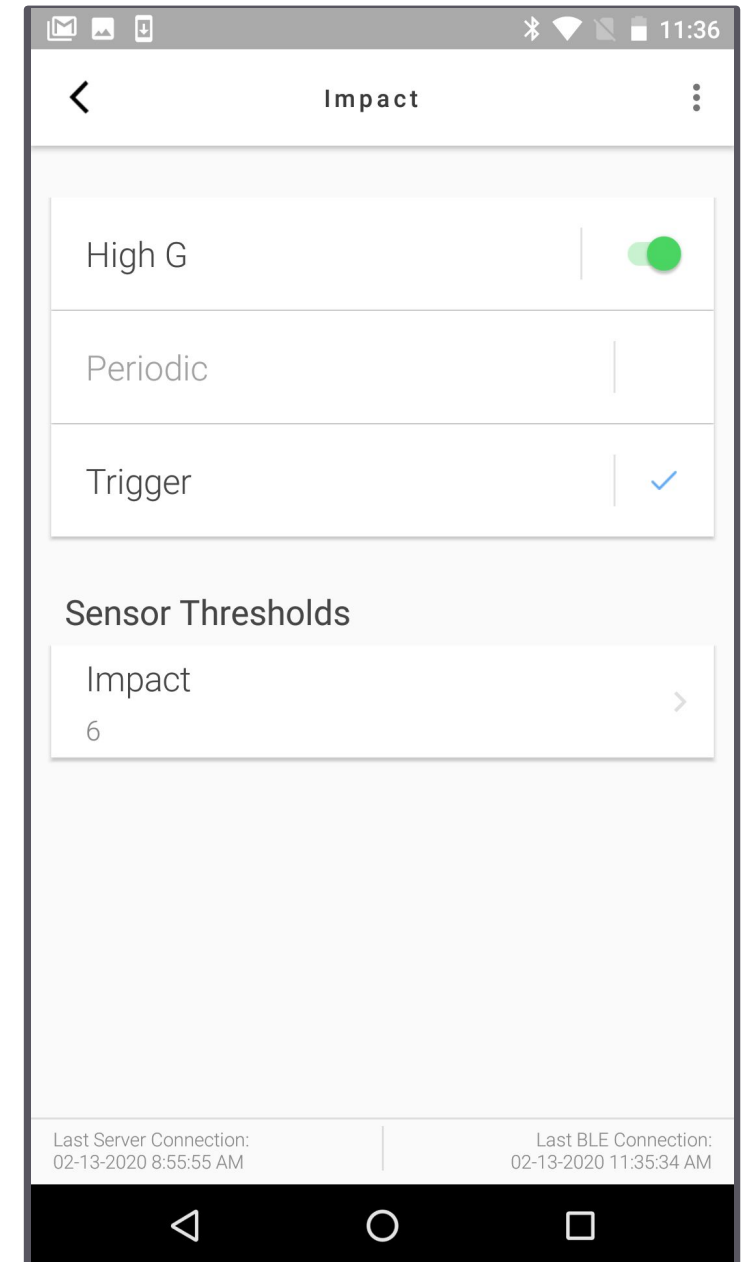 11:36
Impact
High G
Periodic
Trigger
Sensor Thresholds
Impact
6
Last Server Connection:
02-13-2020 8:55:55 AM
Last BLE Connection:
02-13-2020 11:35:34 AM